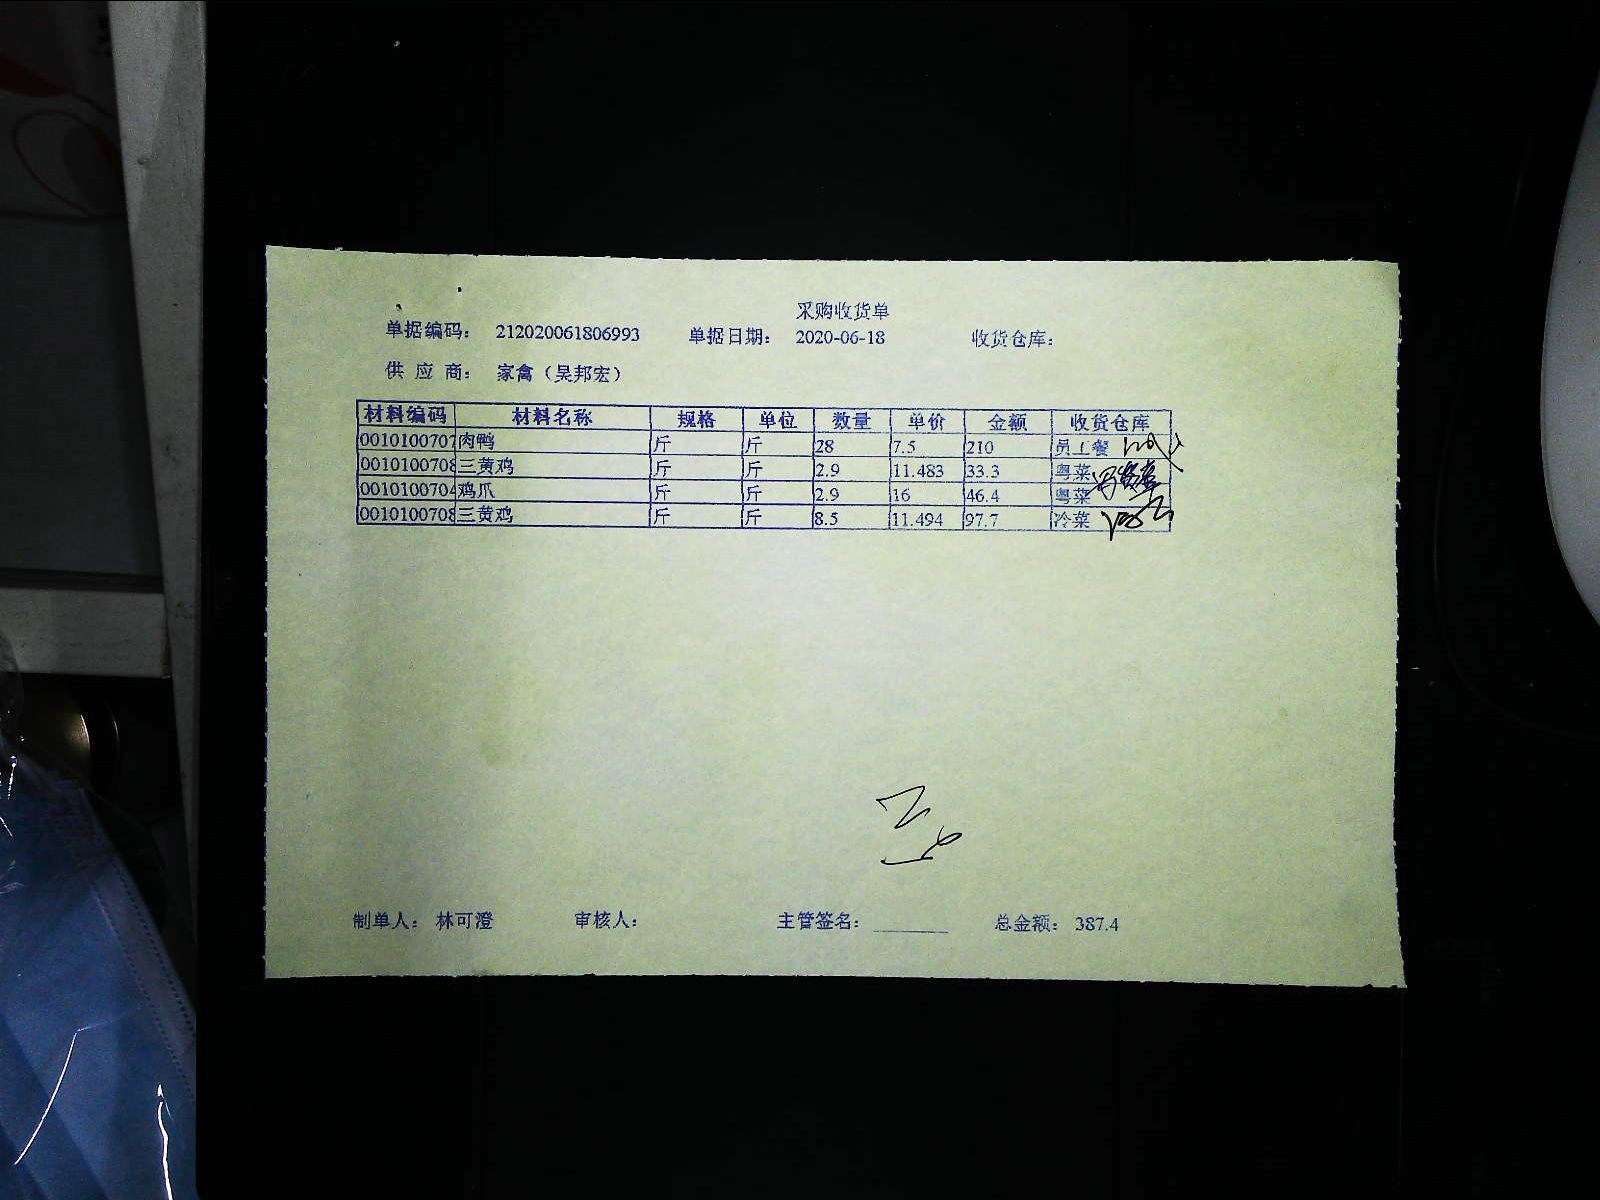 采购收货单
单据编码： 212020061806993 单据日期： 2020-06-18 收货仓库：
供 应 商： 家禽（吴邦宏）
材料编码 材料名称 规格 单位 数量 单价 金额 收货仓库
0010100707 肉鸭 斤 斤 28 7.5 210 员工餐
0010100708 三黄鸡 斤 斤 2.9 11.483 33.3 粤菜
0010100704 鸡爪 斤 斤 2.9 16 46.4 粤菜
0010100708 三黄鸡 斤 斤 8.5 11.494 97.7 冷菜
制单人： 林可澄 审核人： 主管签名： 总金额： 387.4